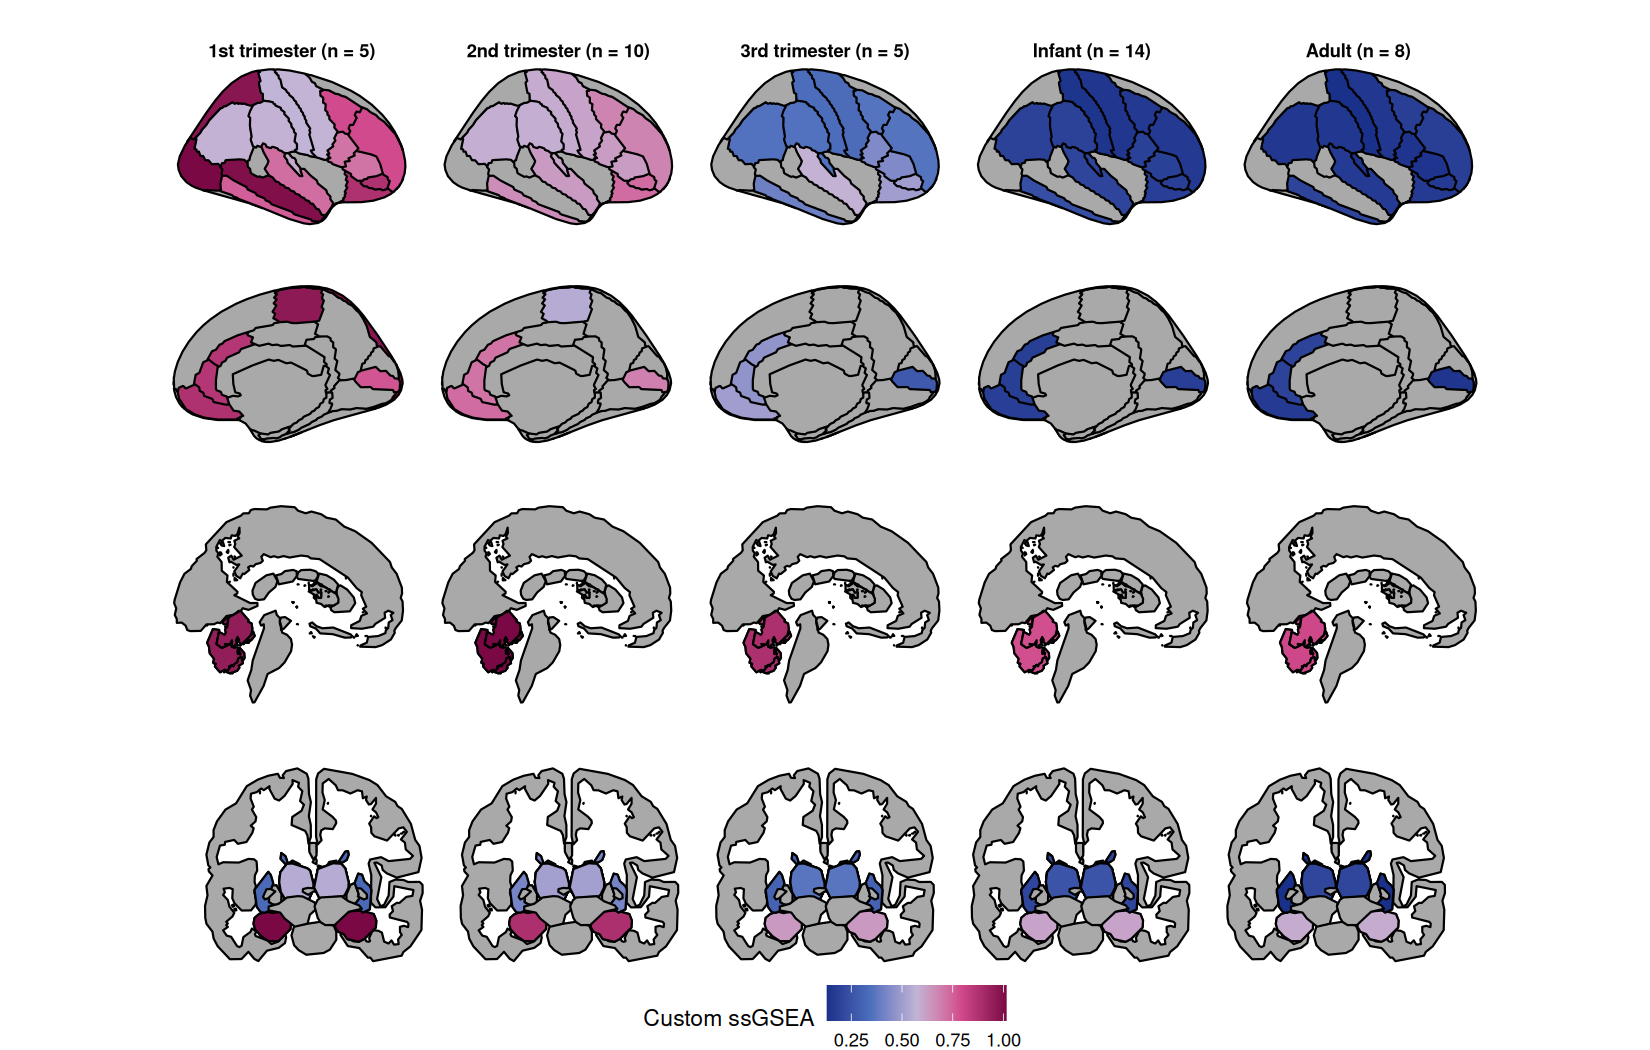 1st trimester (n = 5)
2nd trimester (n = 10)
3rd trimester (n = 5)
Infant (n = 14)
Adult (n = 8)
Custom ssGSEA
0.25 0.50 0.75 1.00